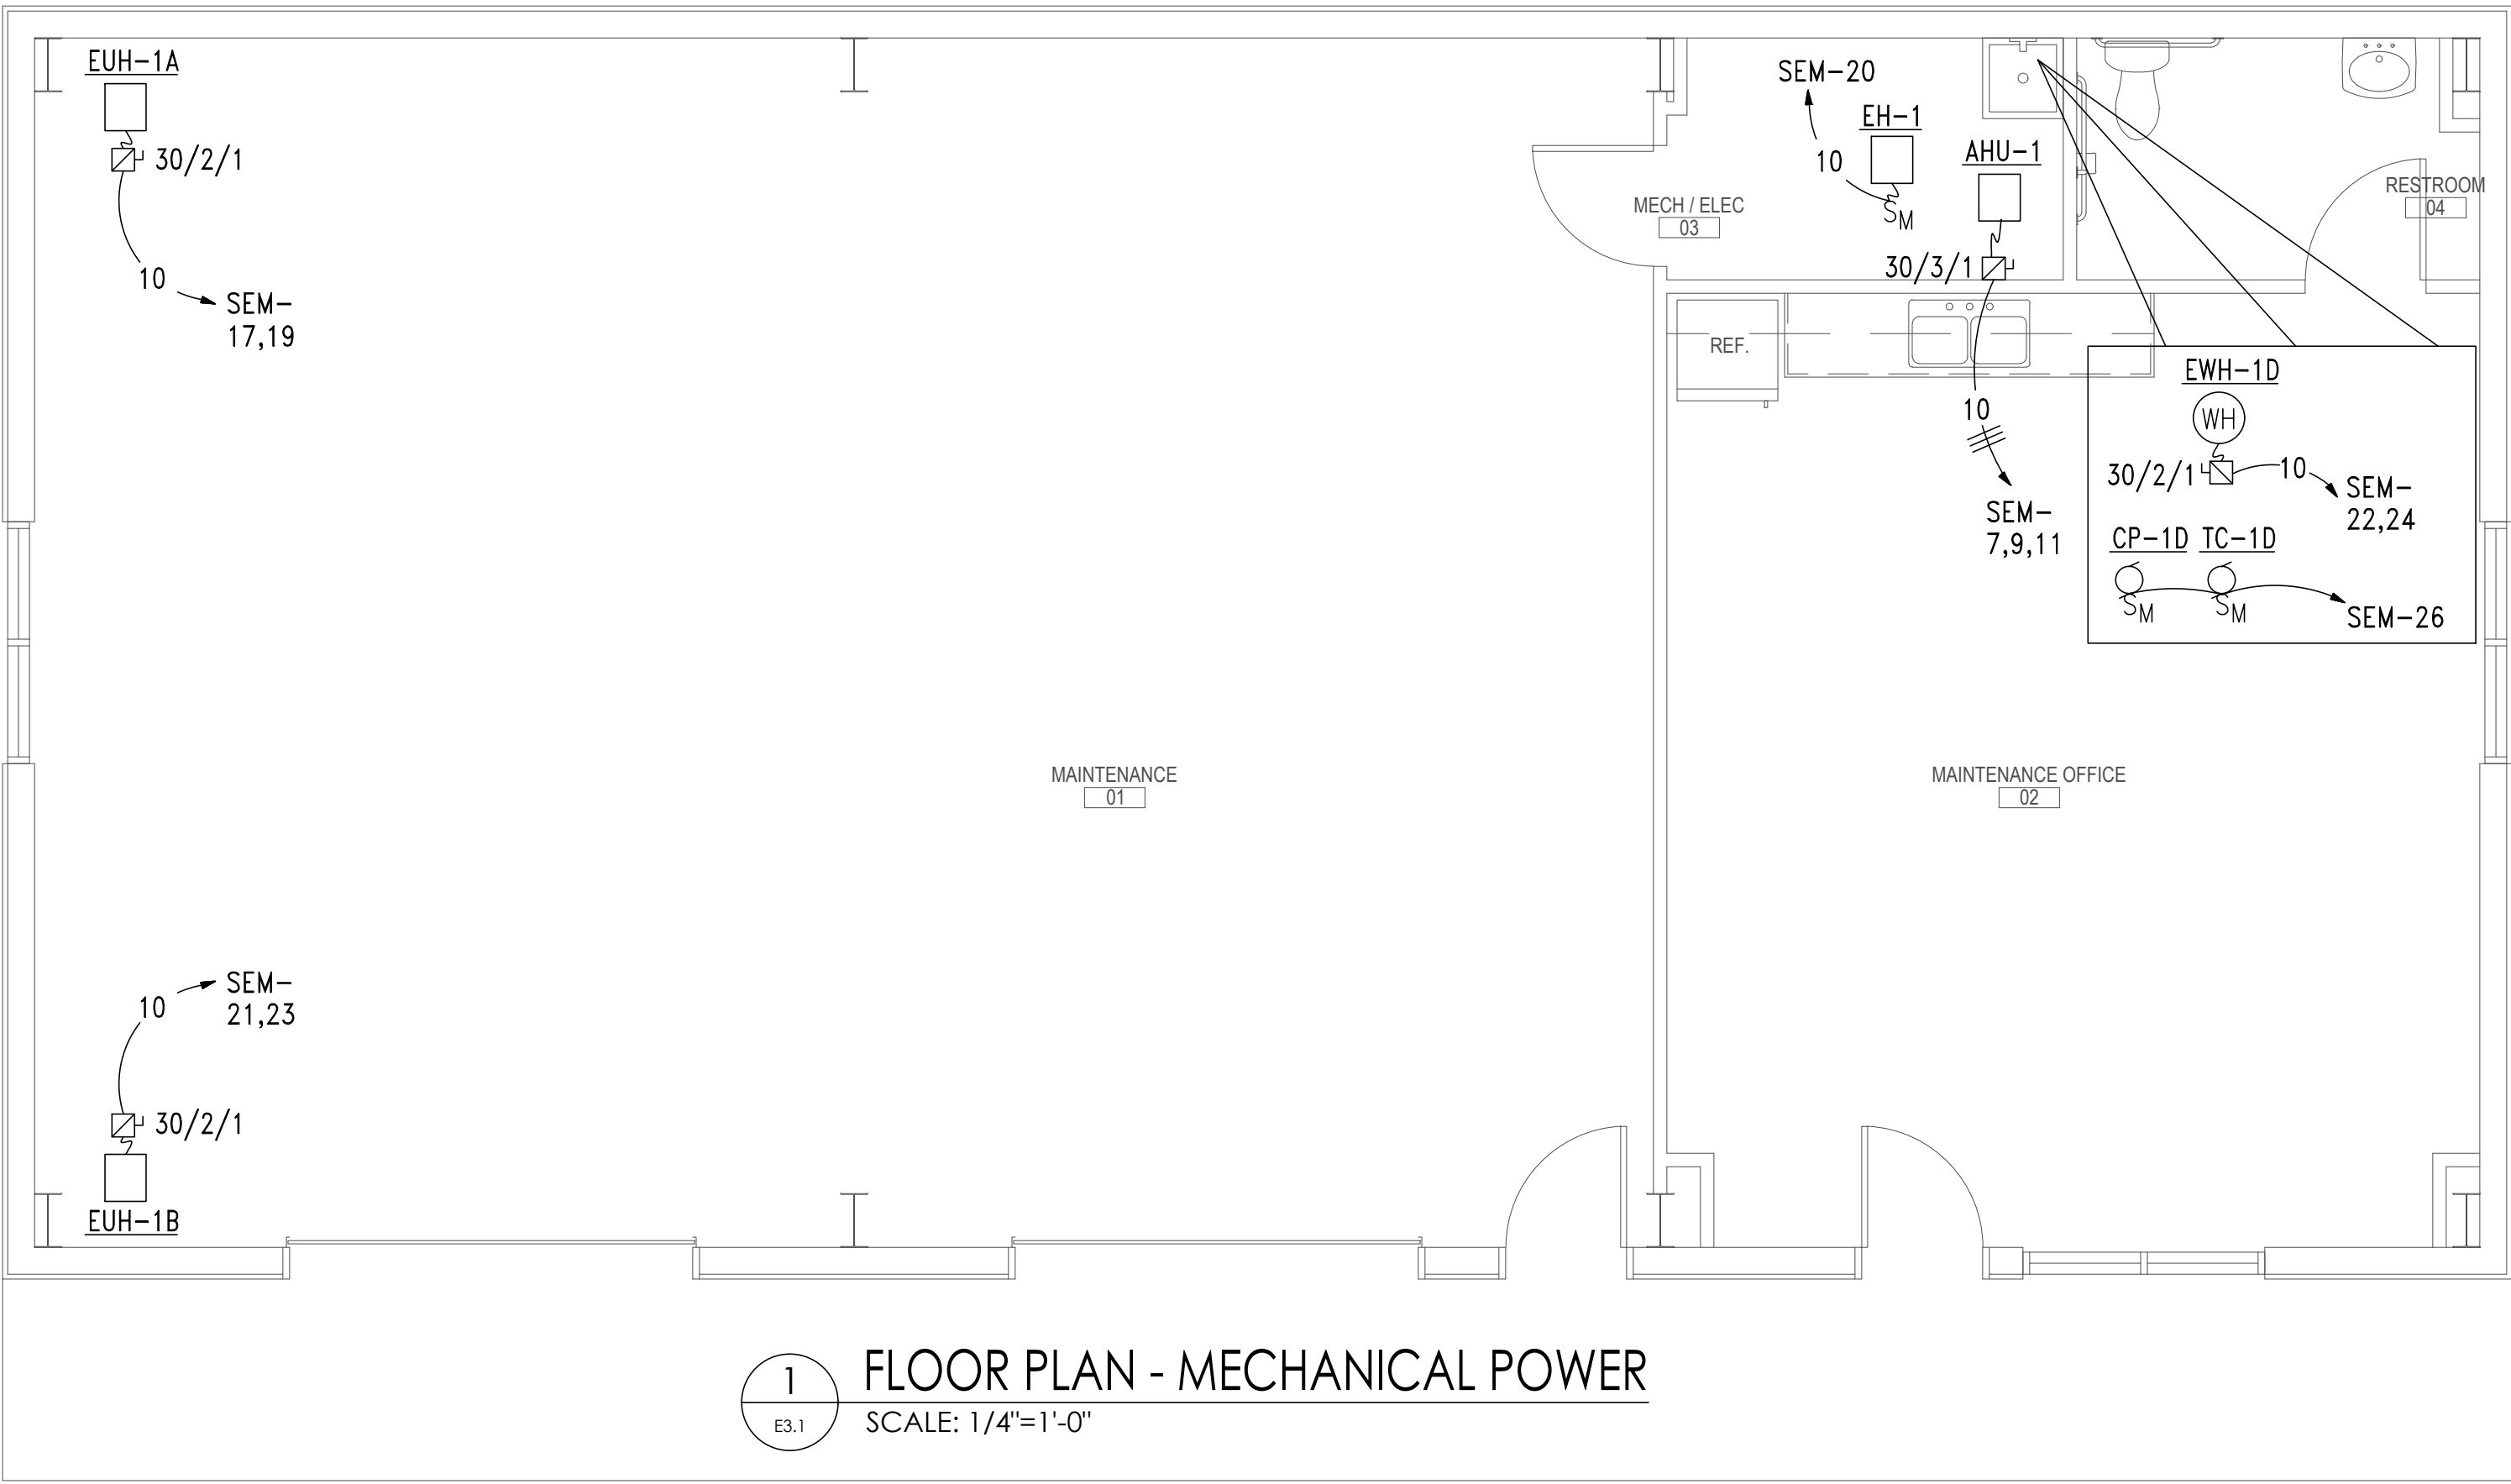 EUH-1A
30/2/1
10
SEM-
17,19
SEM-20
EH-1
10
SM
AHU-1
30/3/1
10
SEM-
7,9,11
MECH / ELEC
03
RESTROOM
04
REF.
EWH-1D
WH
30/2/1
10
SEM-
22,24
CP-1D TC-1D
SM SM
SEM-26
MAINTENANCE
01
MAINTENANCE OFFICE
02
SEM-
21,23
10
30/2/1
EUH-1B
1
E3.1
FLOOR PLAN - MECHANICAL POWER
SCALE: 1/4"=1'-0"